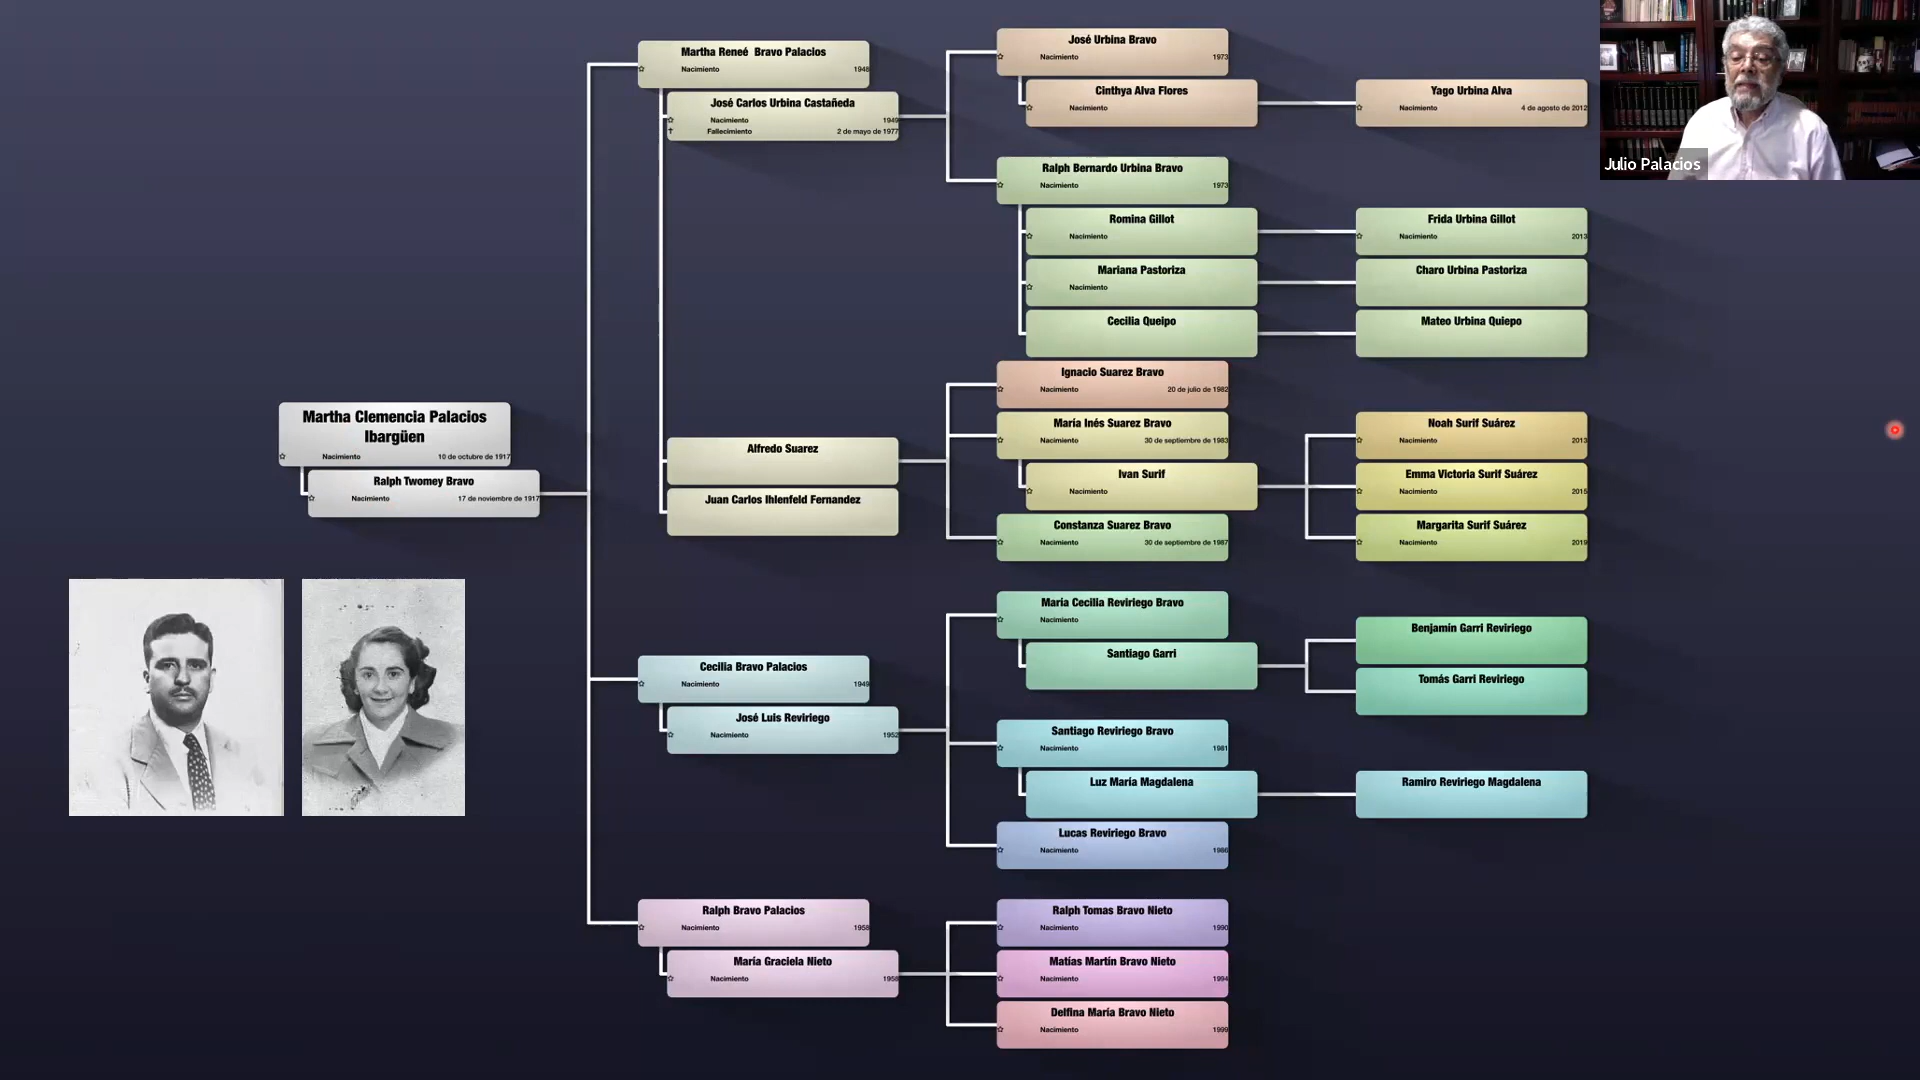 Martha Clemencia Palacios
Ibargüen
Nacimiento 10 de octubre de 1917
Ralph Twomey Bravo
Nacimiento 17 de noviembre de 1917
Martha Reneé Bravo Palacios
Nacimiento 1948
José Carlos Urbina Castañeda
Nacimiento 1949
Fallecimiento 2 de mayo de 1977
José Urbina Bravo
Nacimiento 1973
Cinthya Alva Flores
Nacimiento
Yago Urbina Alva
Nacimiento 4 de agosto de 2012
Ralph Bernardo Urbina Bravo
Nacimiento 1973
Romina Gillot
Nacimiento
Frida Urbina Gillot
Nacimiento 2013
Mariana Pastoriza
Nacimiento
Charo Urbina Pastoriza
Cecilia Queipo
Mateo Urbina Quiepo
Alfredo Suarez
Juan Carlos Ihlenfeld Fernandez
Ignacio Suarez Bravo
Nacimiento 20 de julio de 1982
María Inés Suarez Bravo
Nacimiento 30 de septiembre de 1983
Ivan Surif
Nacimiento
Noah Surif Suárez
Nacimiento 2013
Emma Victoria Surif Suárez
Nacimiento 2015
Margarita Surif Suárez
Nacimiento 2019
Constanza Suarez Bravo
Nacimiento 30 de septiembre de 1987
Cecilia Bravo Palacios
Nacimiento 1949
José Luis Reviriego
Nacimiento 1952
Maria Cecilia Reviriego Bravo
Nacimiento
Santiago Garri
Benjamín Garri Reviriego
Tomás Garri Reviriego
Santiago Reviriego Bravo
Nacimiento 1981
Luz María Magdalena
Ramiro Reviriego Magdalena
Lucas Reviriego Bravo
Nacimiento 1986
Ralph Bravo Palacios
Nacimiento 1958
María Graciela Nieto
Nacimiento 1958
Ralph Tomas Bravo Nieto
Nacimiento 1990
Matías Martín Bravo Nieto
Nacimiento 1994
Delfina María Bravo Nieto
Nacimiento 1999
Julio Palacios